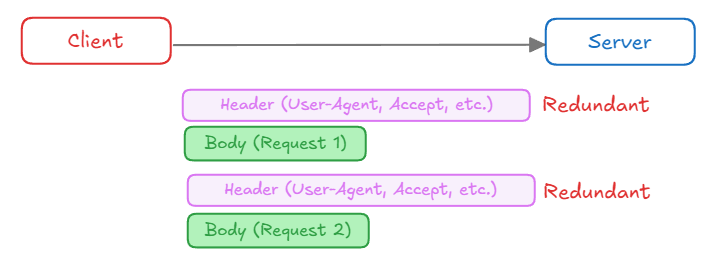 Client
Server
Header (User-Agent, Accept, etc.)
Redundant
Body (Request 1)
Header (User-Agent, Accept, etc.)
Redundant
Body (Request 2)